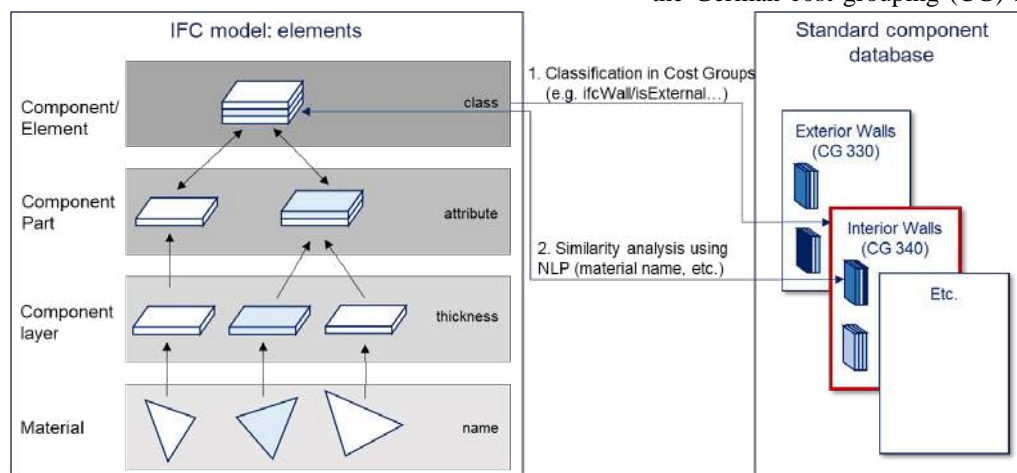 the German cost grouping (CG)
IFC model: elements
Component/
Element
class
Component
Part
attribute
Component
layer
thickness
Material
name
1. Classification in Cost Groups
(e.g. ifcWall/isExternal...)
2. Similarity analysis using
NLP (material name, etc.)
Standard component
database
Exterior Walls
(CG 330)
Interior Walls
(CG 340)
Etc.